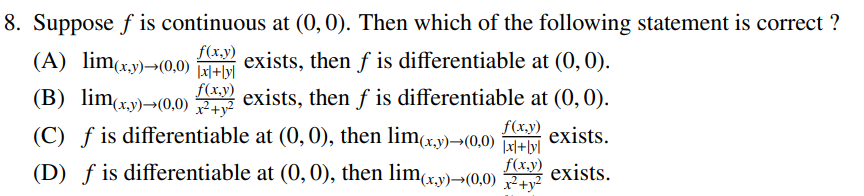 8. Suppose f is continuous at (0,0). Then which of the following statement is correct ?
(A) lim(x,y)→(0,0) f(x,y)/|x|+|y| exists, then f is differentiable at (0,0).
(B) lim(x,y)→(0,0) f(x,y)/x²+y² exists, then f is differentiable at (0,0).
(C) f is differentiable at (0,0), then lim(x,y)→(0,0) f(x,y)/|x|+|y| exists.
(D) f is differentiable at (0,0), then lim(x,y)→(0,0) f(x,y)/x²+y² exists.